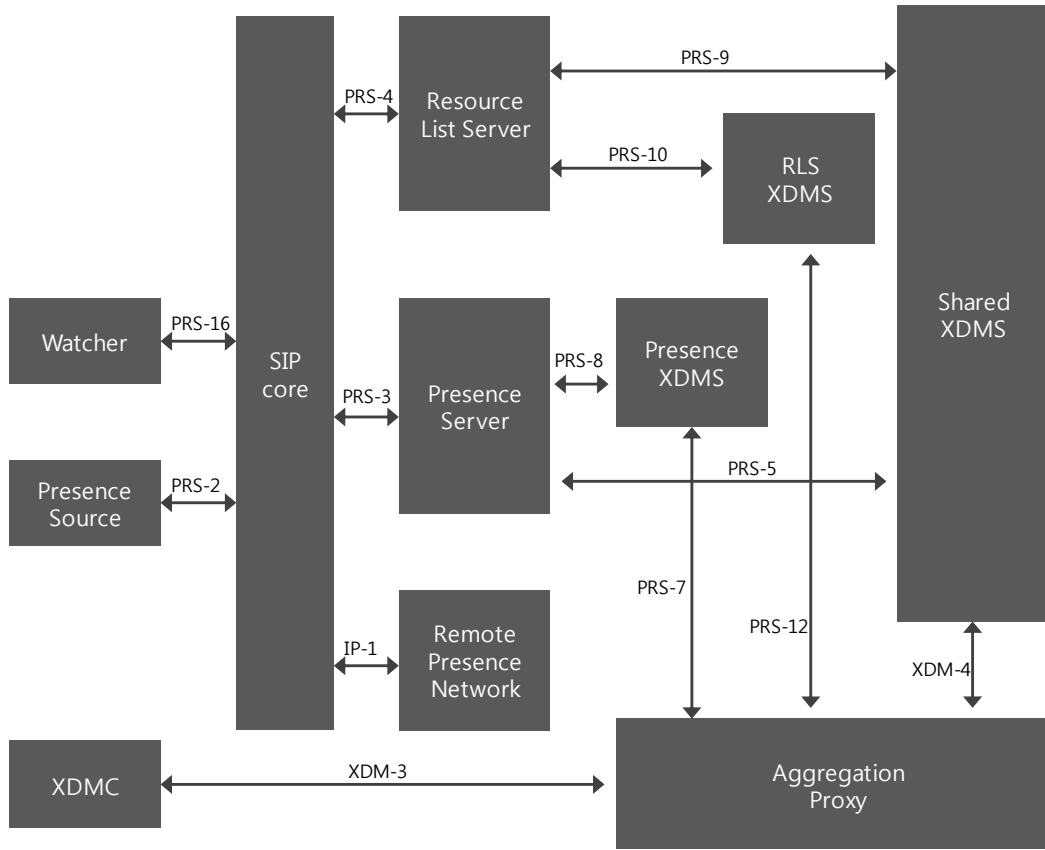 PRS-9
PRS-4
Resource
List Server
PRS-10
RLS
XDMS
Shared
XDMS
Watcher
PRS-16
SIP
core
PRS-3
Presence
Server
PRS-8
Presence
XDMS
PRS-5
Presence
Source
PRS-2
PRS-7
PRS-12
IP-1
Remote
Presence
Network
XDM-4
XDMC
XDM-3
Aggregation
Proxy